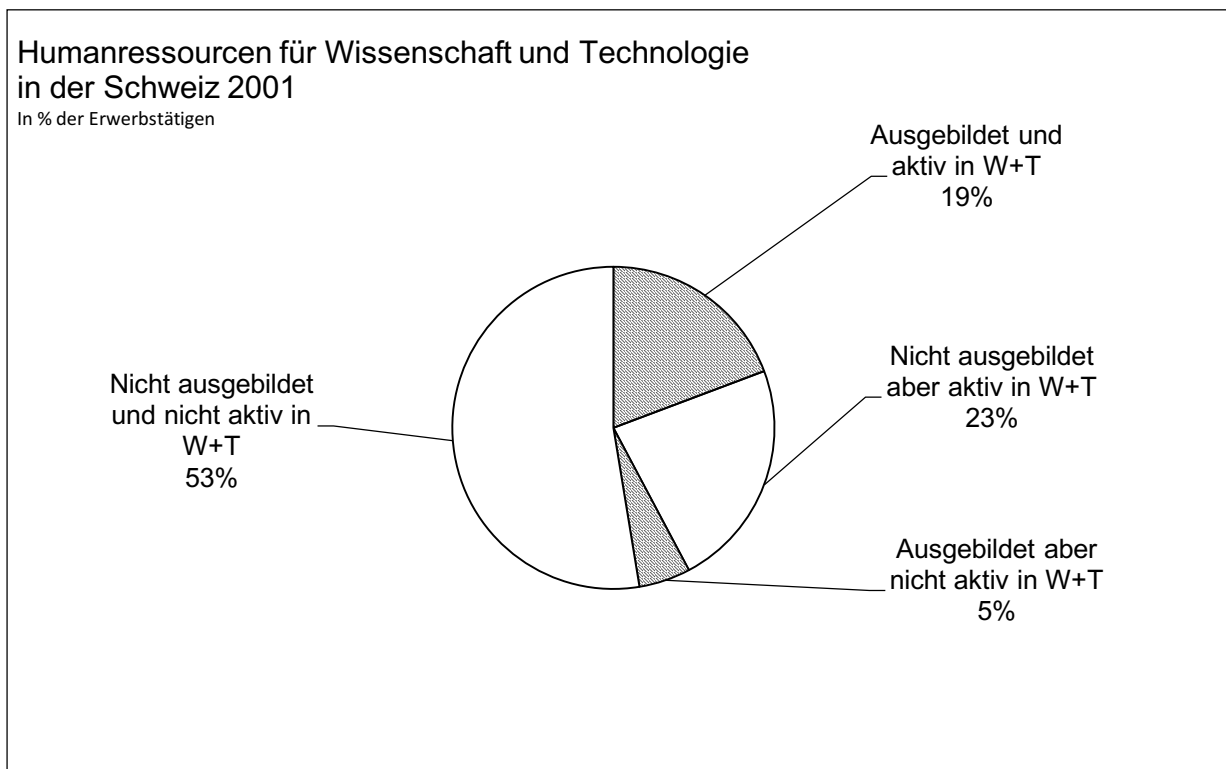 Humanressourcen für Wissenschaft und Technologie
in der Schweiz 2001
In % der Erwerbstätigen
Ausgebildet und
aktiv in W+T
19%
Nicht ausgebildet
aber aktiv in W+T
23%
Ausgebildet aber
nicht aktiv in W+T
5%
Nicht ausgebildet
und nicht aktiv in
W+T
53%